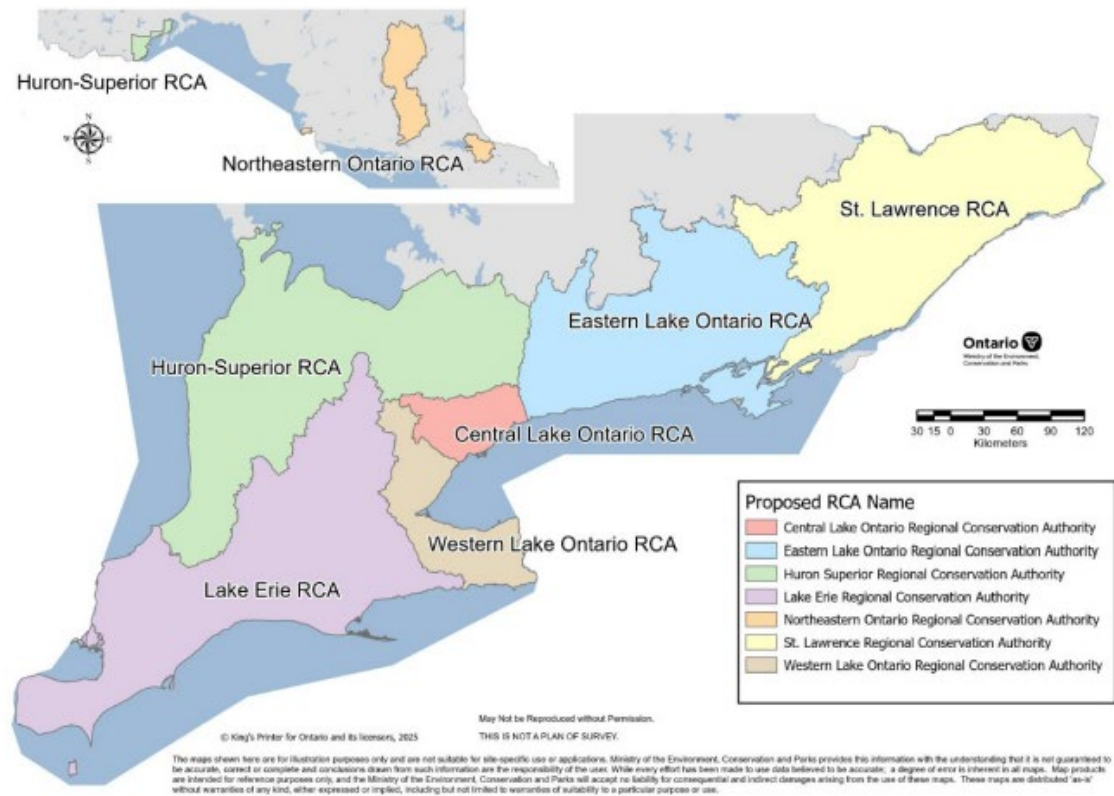 Huron-Superior RCA
N
W E
S
Northeastern Ontario RCA
St. Lawrence RCA
Eastern Lake Ontario RCA
Huron-Superior RCA
Ontario
Ministry of the Environment,
Conservation and Parks
30 15 0 30 60 90 120
Kilometers
Central Lake Ontario RCA
Western Lake Ontario RCA
Lake Erie RCA
Proposed RCA Name
Central Lake Ontario Regional Conservation Authority
Eastern Lake Ontario Regional Conservation Authority
Huron Superior Regional Conservation Authority
Lake Erie Regional Conservation Authority
Northeastern Ontario Regional Conservation Authority
St. Lawrence Regional Conservation Authority
Western Lake Ontario Regional Conservation Authority
May Not be Reproduced without Permission.
© King's Printer for Ontario and its licensors, 2025
THIS IS NOT A PLAN OF SURVEY.
The maps shown here are for illustration purposes only and are not suitable for site-specific use or applications. Ministry of the Environment, Conservation and Parks provides this information with the understanding that it is not guaranteed to
be accurate, correct or complete and conclusions drawn from such information are the responsibility of the user. While every effort has been made to use data believed to be accurate; a degree of error is inherent in all maps. Map products
are intended for reference purposes only, and the Ministry of the Environment, Conservation and Parks will accept no liability for consequential and indirect damages arising from the use of these maps. These maps are distributed 'as-is'
without warranties of any kind, either expressed or implied, including but not limited to warranties of suitability to a particular purpose or use.